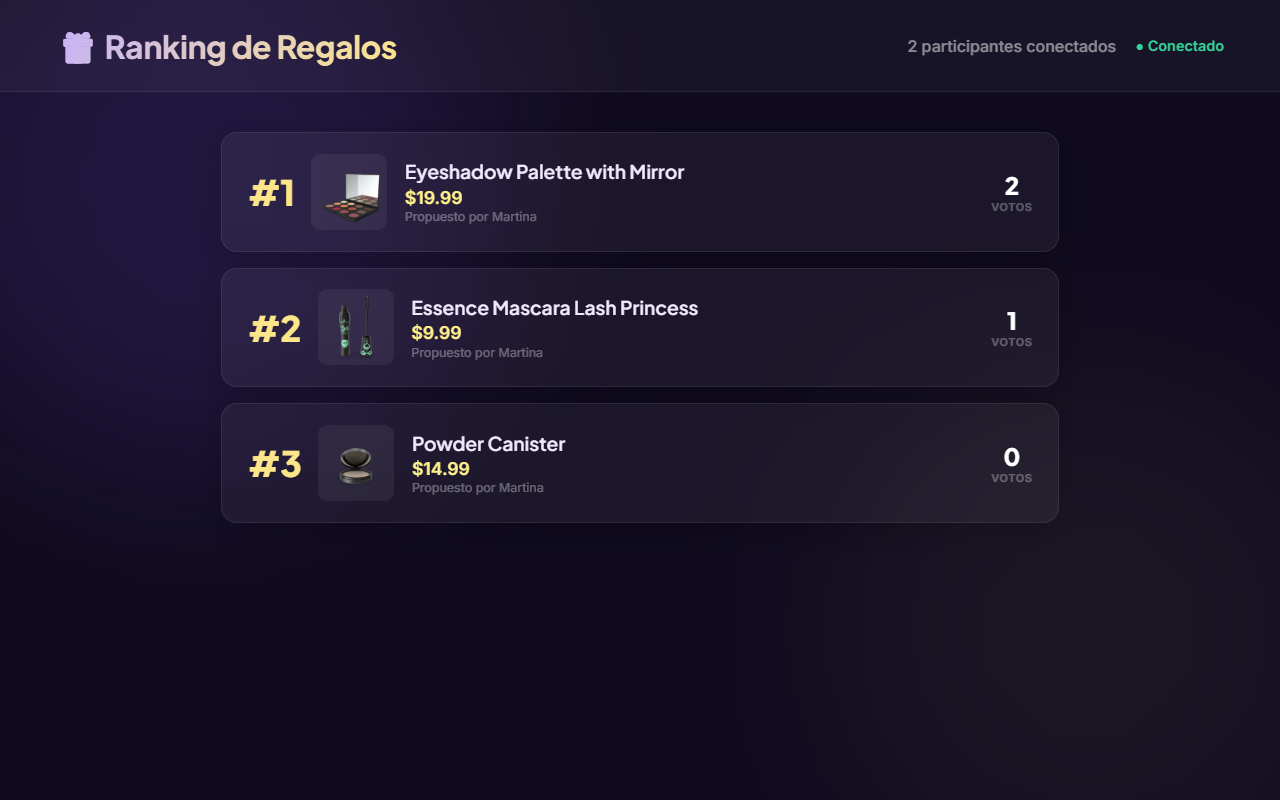 Ranking de Regalos
2 participantes conectados
• Conectado
#1
Eyeshadow Palette with Mirror
$19.99
Propuesto por Martina
2
VOTOS
#2
Essence Mascara Lash Princess
$9.99
Propuesto por Martina
1
VOTOS
#3
Powder Canister
$14.99
Propuesto por Martina
0
VOTOS